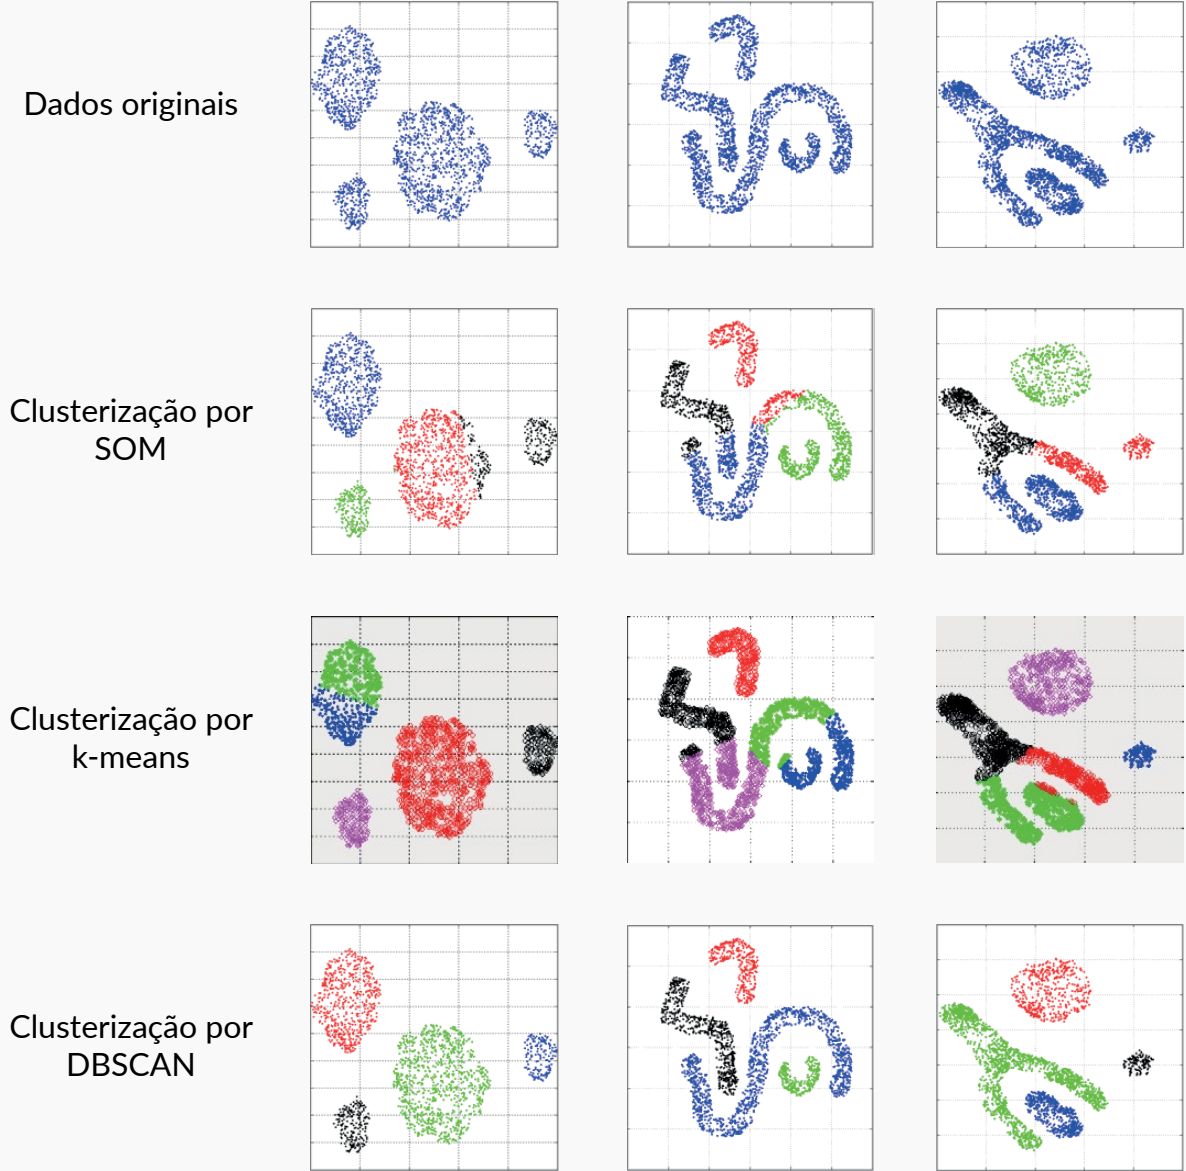 Dados originais
Clusterização por
SOM
Clusterização por
k-means
Clusterização por
DBSCAN